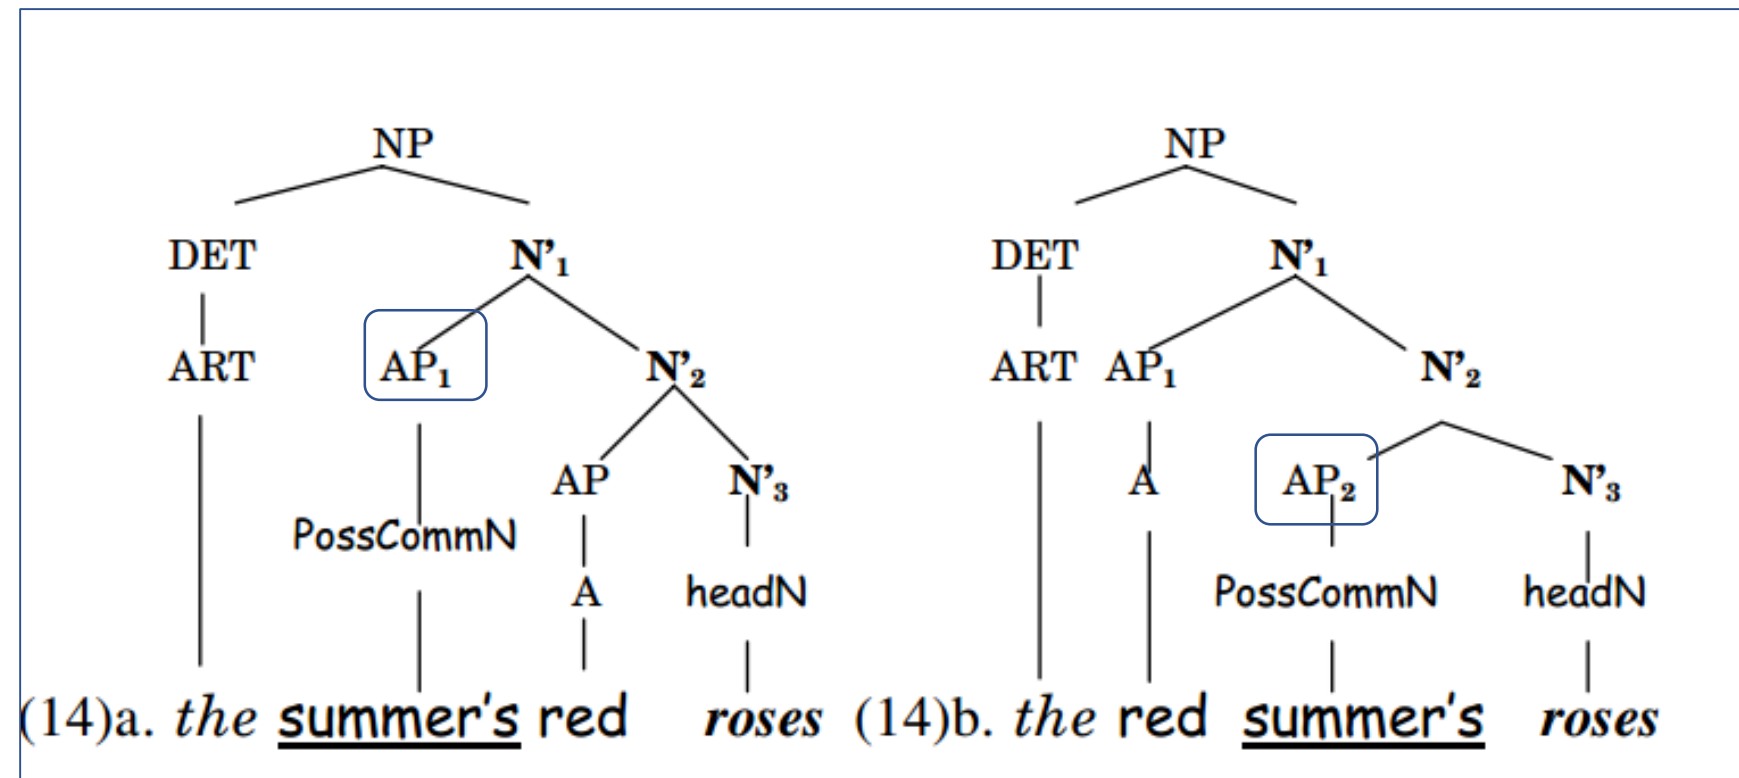 NP NP
DET N’₁ DET N’₁
ART AP₁ N’₂ ART AP₁ N’₂
AP N’₃ A AP₂ N’₃
PossCommN
A headN PossCommN headN
(14)a. the summer’s red roses (14)b. the red summer’s roses